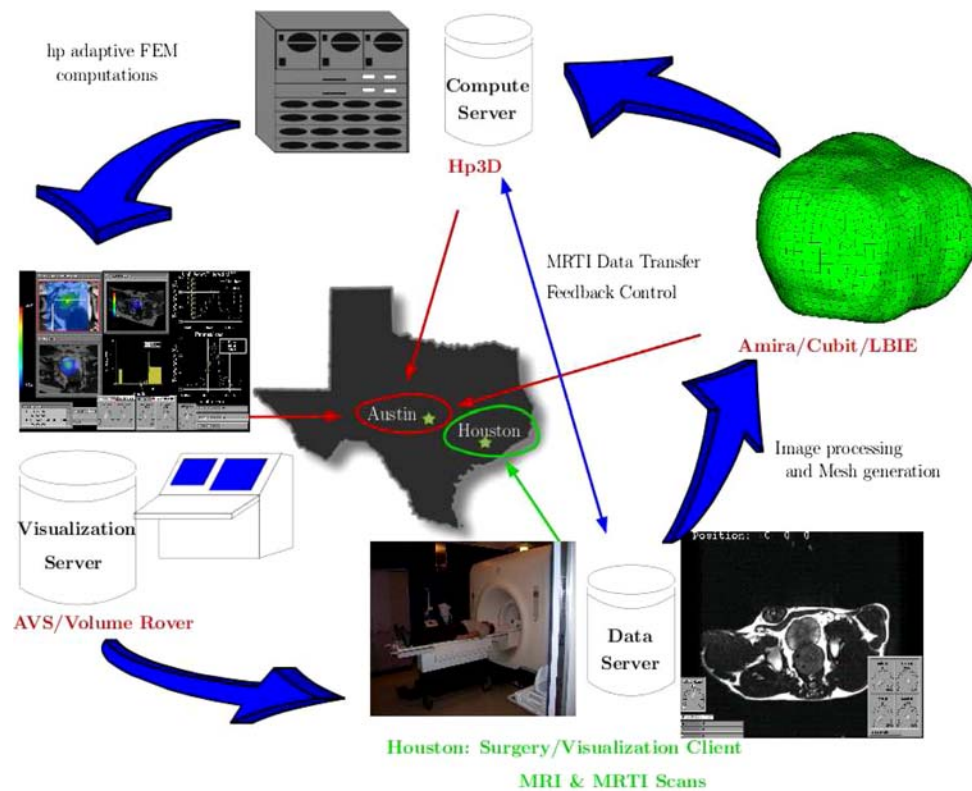 hp adaptive FEM
computations
Compute
Server
Hp3D
MRTI Data Transfer
Feedback Control
Amira/Cubit/LBIE
Austin
Houston
Image processing
and Mesh generation
Visualization
Server
AVS/Volume Rover
Data
Server
Position:
Houston: Surgery/Visualization Client
MRI & MRTI Scans